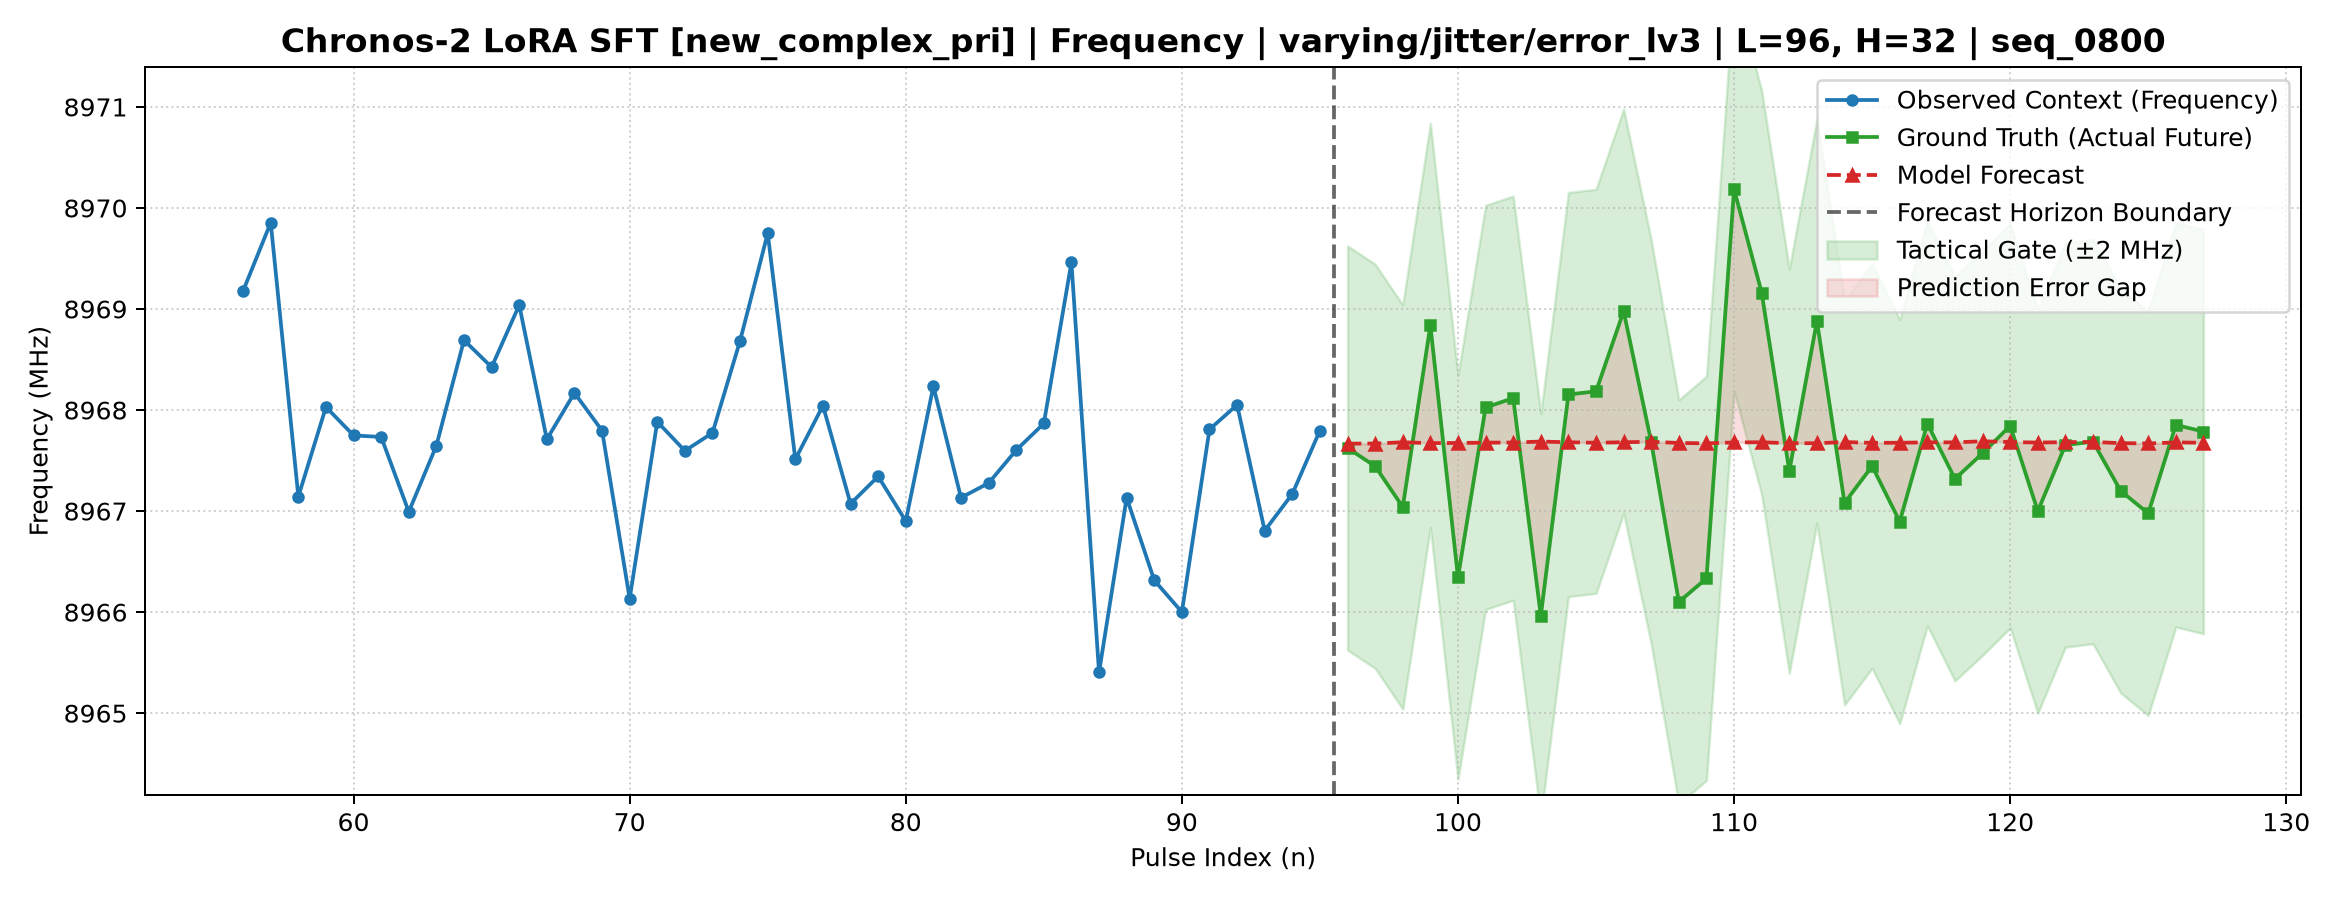 Chronos-2 LoRA SFT [new_complex_pri] | Frequency | varying/jitter/error_lv3 | L=96, H=32 | seq_0800
Frequency (MHz)
8971
8970
8969
8968
8967
8966
8965
Observed Context (Frequency)
Ground Truth (Actual Future)
Model Forecast
Forecast Horizon Boundary
Tactical Gate (±2 MHz)
Prediction Error Gap
60 70 80 90 100 110 120 130
Pulse Index (n)